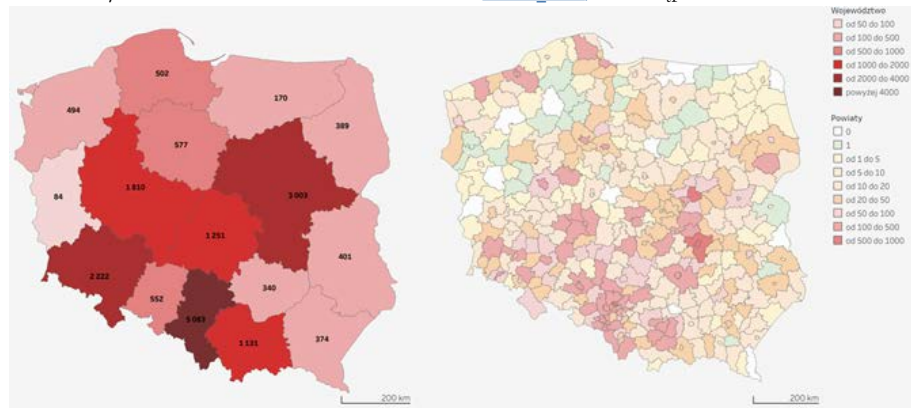 502
494
170
389
577
84
1 810
3 003
1 251
401
2 222
552
340
5 083
1 131
374
200 km
200 km
Województwo
od 50 do 100
od 100 do 500
od 500 do 1000
od 1000 do 2000
od 2000 do 4000
powyżej 4000
Powiaty
0
1
od 1 do 5
od 5 do 10
od 10 do 20
od 20 do 50
od 50 do 100
od 100 do 500
od 500 do 1000